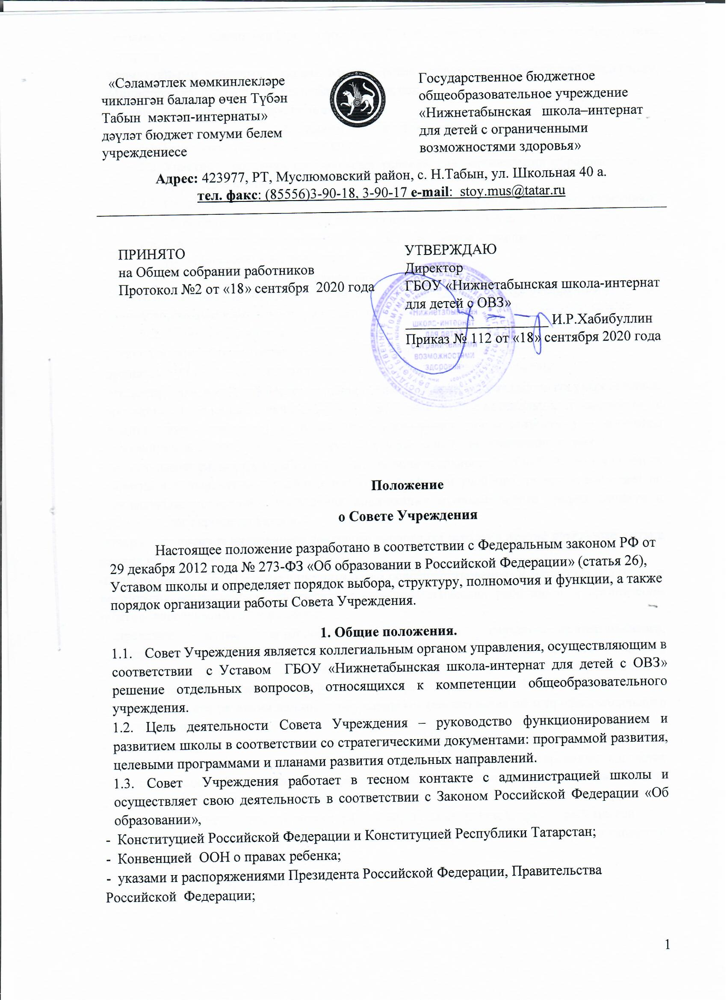 «Сәламәтлек мөмкинлекләре
чикләнгән балалар өчен Түбән
Табын мәктәп-интернаты»
дәүләт бюджет гомуми белем
учреждениесе
Государственное бюджетное
общеобразовательное учреждение
«Нижнетабынская школа–интернат
для детей с ограниченными
возможностями здоровья»
Адрес: 423977, РТ, Муслюмовский район, с. Н.Табын, ул. Школьная 40 а.
тел. факс: (85556)3-90-18, 3-90-17 e-mail: stoy.mus@tatar.ru
ПРИНЯТО
на Общем собрании работников
Протокол №2 от «18» сентября 2020 года
УТВЕРЖДАЮ
Директор
ГБОУ «Нижнетабынская школа-интернат
для детей с ОВЗ»
И.Р.Хабибуллин
Приказ № 112 от «18» сентября 2020 года
«Нижнетабынская
школа-интернат
для детей
с ограниченными
возможностями
здоровья»
Положение
о Совете Учреждения
Настоящее положение разработано в соответствии с Федеральным законом РФ от
29 декабря 2012 года № 273-ФЗ «Об образовании в Российской Федерации» (статья 26),
Уставом школы и определяет порядок выбора, структуру, полномочия и функции, а также
порядок организации работы Совета Учреждения.
1. Общие положения.
1.1. Совет Учреждения является коллегиальным органом управления, осуществляющим в
соответствии с Уставом ГБОУ «Нижнетабынская школа-интернат для детей с ОВЗ»
решение отдельных вопросов, относящихся к компетенции общеобразовательного
учреждения.
1.2. Цель деятельности Совета Учреждения – руководство функционированием и
развитием школы в соответствии со стратегическими документами: программой развития,
целевыми программами и планами развития отдельных направлений.
1.3. Совет Учреждения работает в тесном контакте с администрацией школы и
осуществляет свою деятельность в соответствии с Законом Российской Федерации «Об
образовании»,
- Конституцией Российской Федерации и Конституцией Республики Татарстан;
- Конвенцией ООН о правах ребенка;
- указами и распоряжениями Президента Российской Федерации, Правительства
Российской Федерации;
1